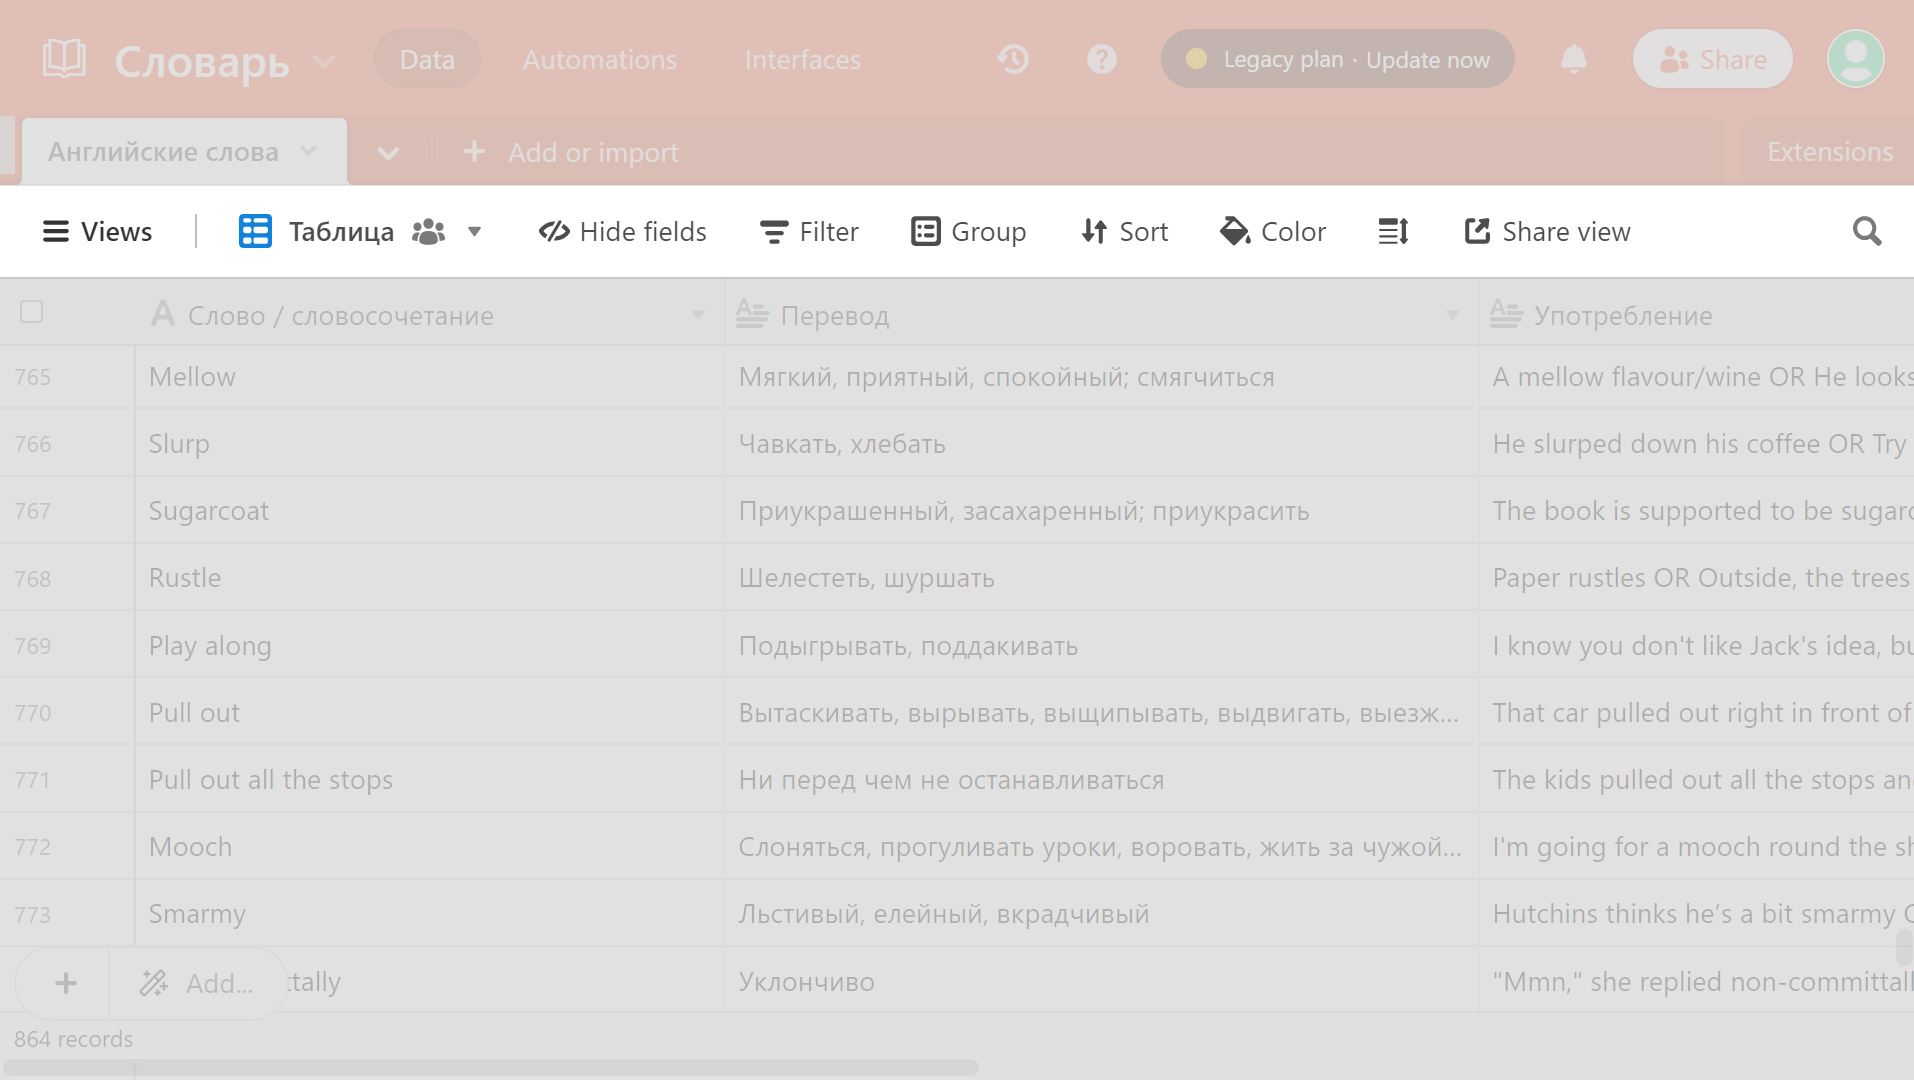 Словарь Data Automations Interfaces Legacy plan · Update now Share
Английские слова Add or import Extensions
Views Таблица Hide fields Filter Group Sort Color Share view
Слово / словосочетание Перевод Употребление
765 Mellow Мягкий, приятный, спокойный; смягчиться A mellow flavour/wine OR He looks
766 Slurp Чавкать, хлебать He slurped down his coffee OR Try
767 Sugarcoat Приукрашенный, засахаренный; приукрасить The book is supported to be sugarc
768 Rustle Шелестеть, шуршать Paper rustles OR Outside, the trees
769 Play along Подыгрывать, поддакивать I know you don't like Jack's idea, bu
770 Pull out Вытаскивать, вырывать, выщипывать, выдвигать, выезж... That car pulled out right in front of
771 Pull out all the stops Ни перед чем не останавливаться The kids pulled out all the stops an
772 Mooch Слоняться, прогуливать уроки, воровать, жить за чужой... I'm going for a mooch round the sh
773 Smarmy Льстивый, елейный, вкрадчивый Hutchins thinks he’s a bit smarmy O
Add... ttally Уклончиво "Mmn," she replied non-committall
864 records